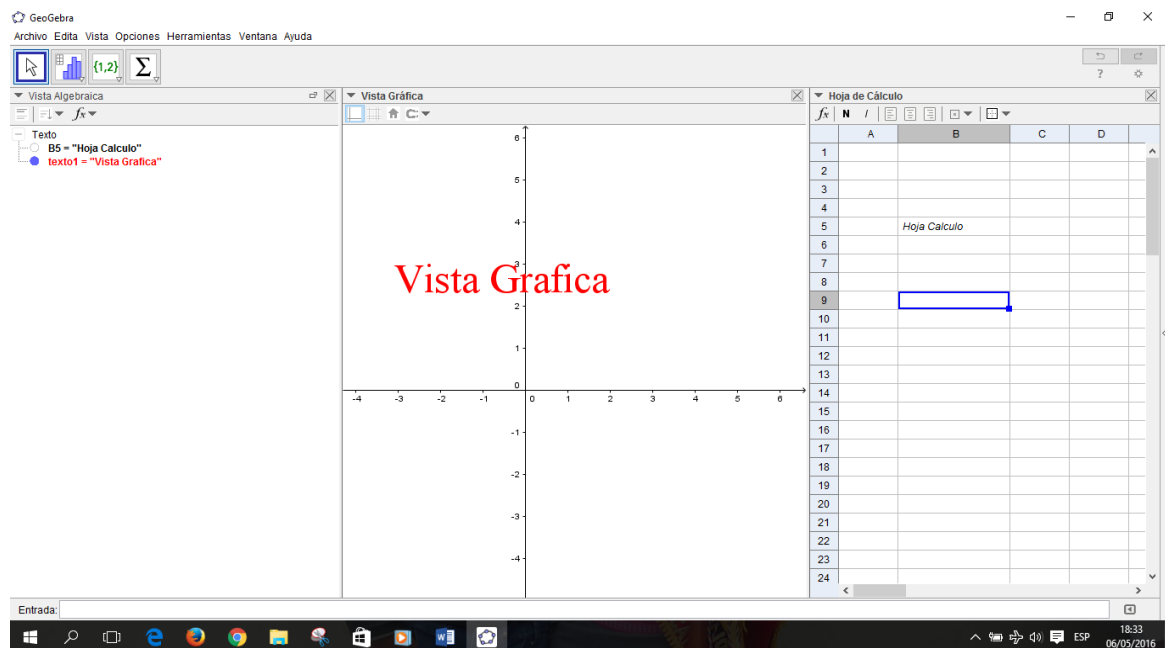 GeoGebra
Archivo Edita Vista Opciones Herramientas Ventana Ayuda
{1,2} Σ
?
Vista Algebraica
fx
Texto
B5 = "Hoja Calculo"
texto1 = "Vista Grafica"
Vista Gráfica
6
5
4
3
2
1
0
-1
-2
-3
-4
-4 -3 -2 -1 0 1 2 3 4 5 6
Vista Grafica
Hoja de Cálculo
fx N I
A B C D
1
2
3
4
5 Hoja Calculo
6
7
8
9
10
11
12
13
14
15
16
17
18
19
20
21
22
23
24
Entrada:
ESP
18:33
06/05/2016